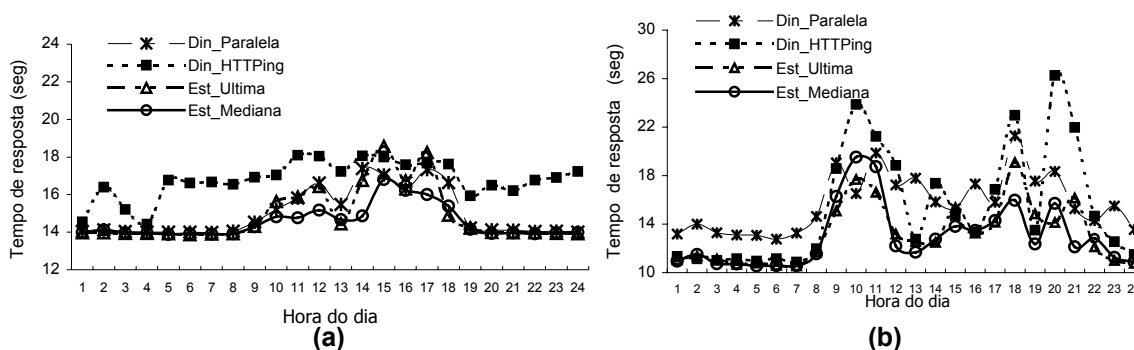 24
22
20
18
16
14
12
Tempo de resposta (seg)
Din_Paralela
Din_HTTPing
Est_Ultima
Est_Mediana
1 2 3 4 5 6 7 8 9 10 11 12 13 14 15 16 17 18 19 20 21 22 23 24
Hora do dia
(a)
30
26
22
18
14
10
Tempo de resposta (seg)
Din_Paralela
Din_HTTPing
Est_Ultima
Est_Mediana
1 2 3 4 5 6 7 8 9 10 11 12 13 14 15 16 17 18 19 20 21 22 23
Hora do dia
(b)